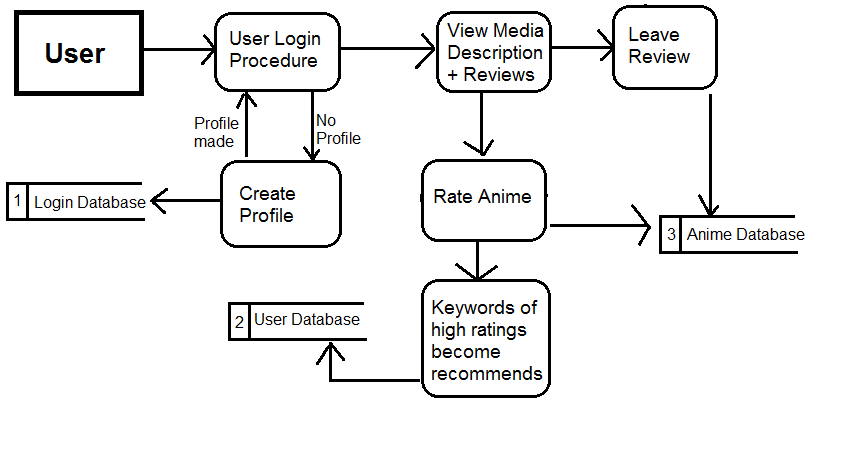 User
User Login
Procedure
View Media
Description
+ Reviews
Leave
Review
Profile
made
No
Profile
1
Login Database
Create
Profile
Rate Anime
3
Anime Database
2
User Database
Keywords of
high ratings
become
recommends